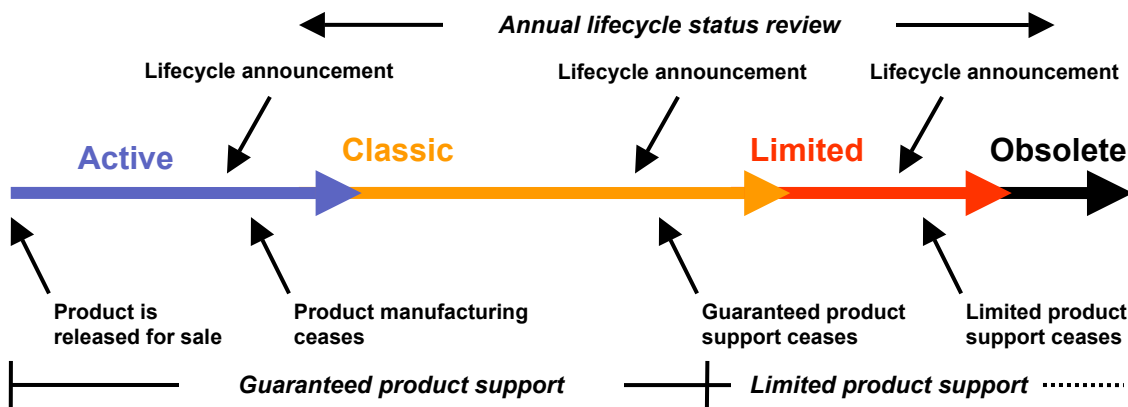 Annual lifecycle status review
Lifecycle announcement
Lifecycle announcement
Lifecycle announcement
Active
Classic
Limited
Obsolete
Product is
released for sale
Product manufacturing
ceases
Guaranteed product
support ceases
Limited product
support ceases
Guaranteed product support
Limited product support